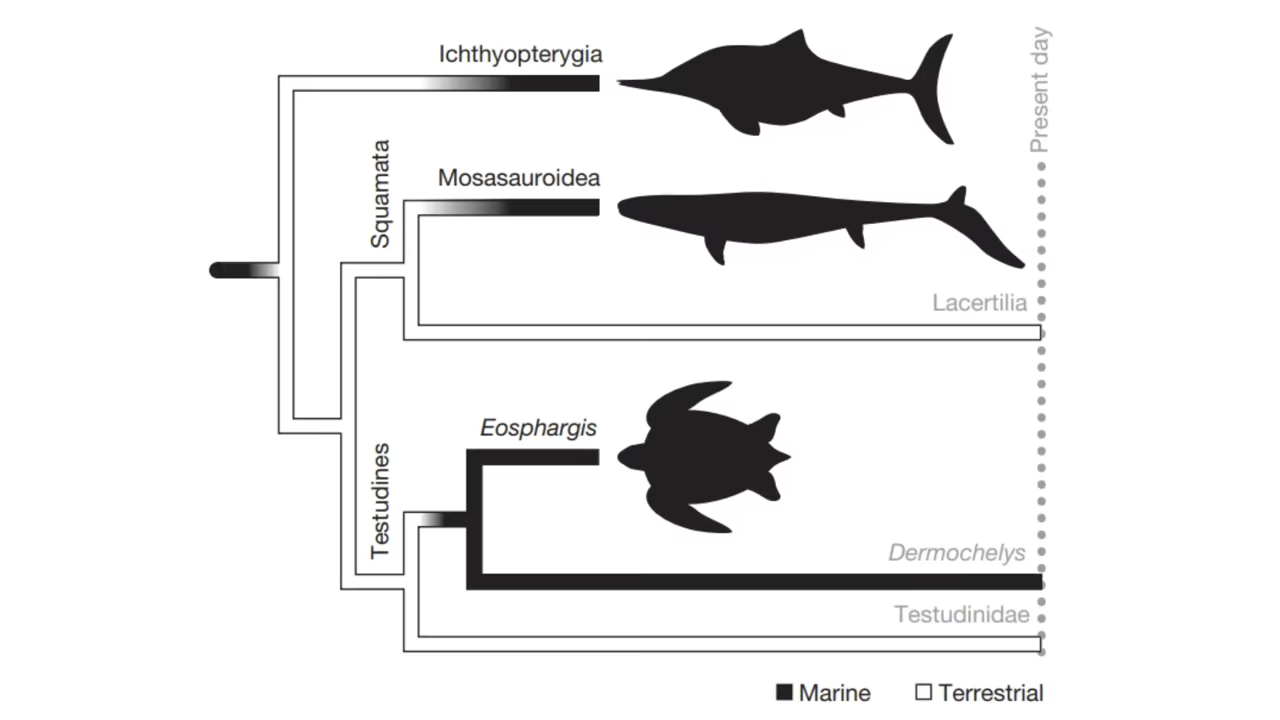 Ichthyopterygia
Present day
Squamata
Mosasauroidea
Lacertilia
Testudines
Eosphargis
Dermochelys
Testudinidae
Marine
Terrestrial